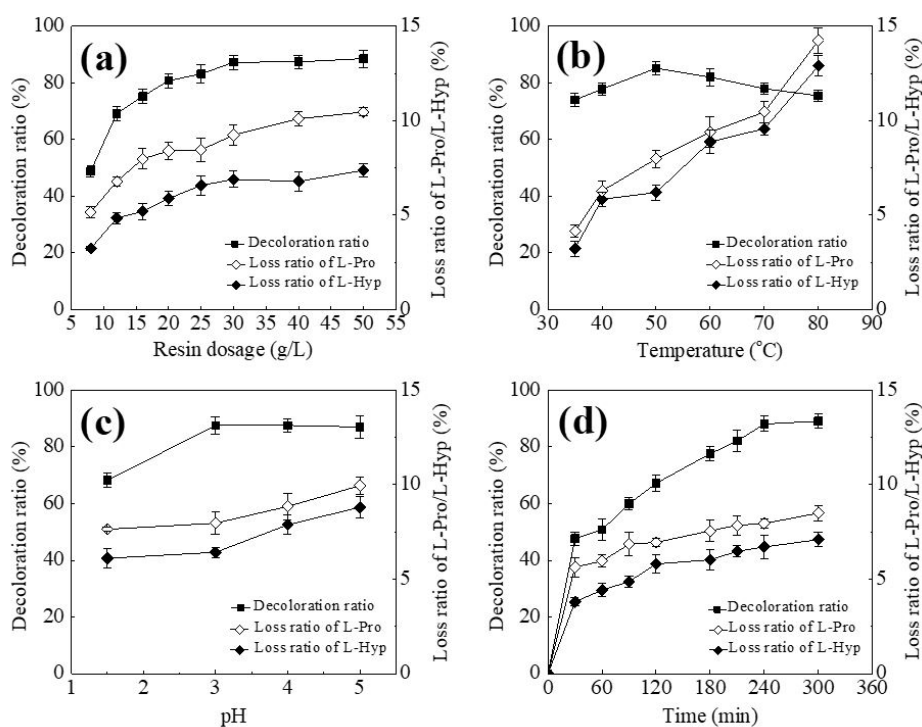 (a)
Decoloration ratio (%)
100
80
60
40
20
0
15
10
5
0
Loss ratio of L-Pro/L-Hyp (%)
Decoloration ratio
Loss ratio of L-Pro
Loss ratio of L-Hyp
5 10 15 20 25 30 35 40 45 50 55
Resin dosage (g/L)
(b)
Decoloration ratio (%)
100
80
60
40
20
0
15
10
5
0
Loss ratio of L-Pro/L-Hyp (%)
Decoloration ratio
Loss ratio of L-Pro
Loss ratio of L-Hyp
30 40 50 60 70 80 90
Temperature (°C)
(c)
Decoloration ratio (%)
100
80
60
40
20
0
15
10
5
0
Loss ratio of L-Pro/L-Hyp (%)
Decoloration ratio
Loss ratio of L-Pro
Loss ratio of L-Hyp
1 2 3 4 5
pH
(d)
Decoloration ratio (%)
100
80
60
40
20
0
15
10
5
0
Loss ratio of L-Pro/L-Hyp (%)
Decoloration ratio
Loss ratio of L-Pro
Loss ratio of L-Hyp
0 60 120 180 240 300 360
Time (min)